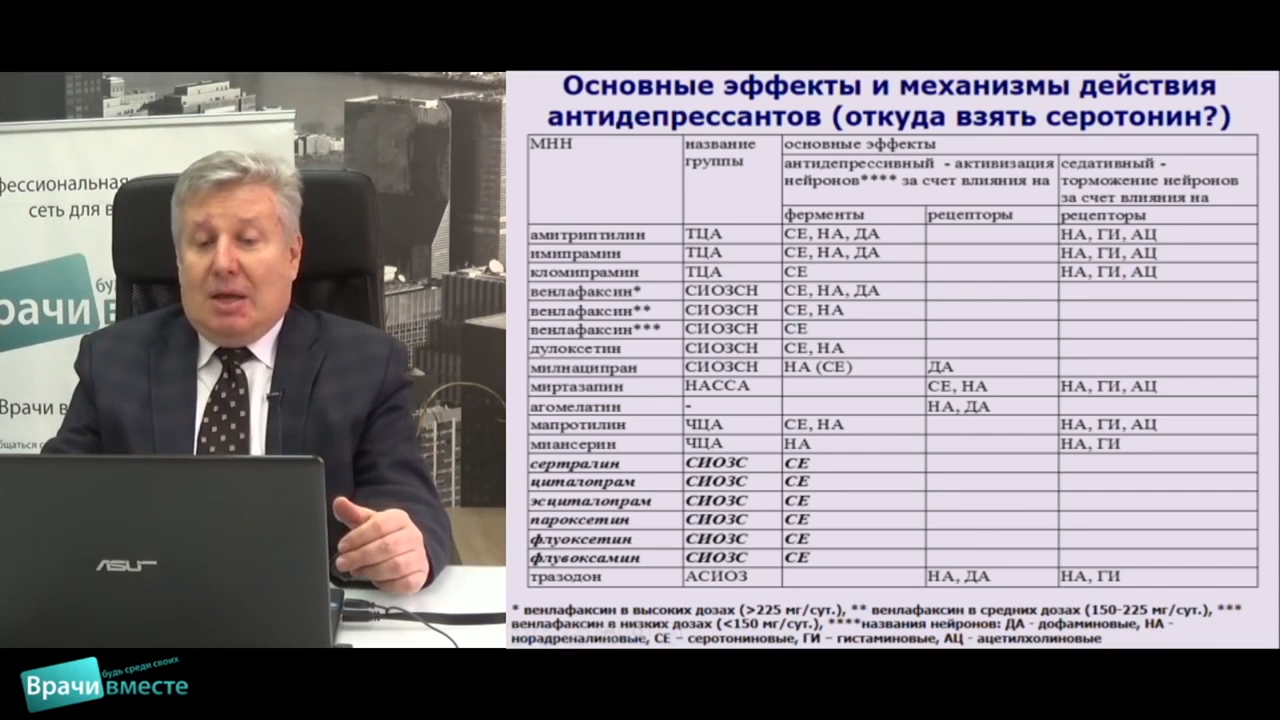 Основные эффекты и механизмы действия
антидепрессантов (откуда взять серотонин?)
МНН название группы основные эффекты
антидепрессивный - активизация нейронов**** за счет влияния на
седативный - торможение нейронов за счет влияния на
ферменты рецепторы рецепторы
амитриптилин ТЦА СЕ, НА, ДА НА, ГИ, АЦ
имипрамин ТЦА СЕ, НА, ДА НА, ГИ, АЦ
кломипрамин ТЦА СЕ НА, ГИ, АЦ
венлафаксин* СИОЗСН СЕ, НА, ДА
венлафаксин** СИОЗСН СЕ, НА
венлафаксин*** СИОЗСН СЕ
дулоксетин СИОЗСН СЕ, НА
милнаципран СИОЗСН НА (СЕ) ДА
миртазапин НАССА СЕ, НА НА, ГИ, АЦ
агомелатин - НА, ДА
мапротилин ЧЦА СЕ, НА НА, ГИ, АЦ
миансерин ЧЦА НА НА, ГИ
сертралин СИОЗС СЕ
циталопрам СИОЗС СЕ
эсциталопрам СИОЗС СЕ
пароксетин СИОЗС СЕ
флуоксетин СИОЗС СЕ
флувоксамин СИОЗС СЕ
тразодон АСИОЗ НА, ДА НА, ГИ
* венлафаксин в высоких дозах (>225 мг/сут.), ** венлафаксин в средних дозах (150-225 мг/сут.), ***
венлафаксин в низких дозах (<150 мг/сут.), ****названия нейронов: ДА - дофаминовые, НА -
норадреналиновые, СЕ – серотониновые, ГИ – гистаминовые, АЦ - ацетилхолиновые
фессиональная
сеть для в
буд
рачи в
Врачи в
бщаться с
ASUS
будь среди своих
Врачи вместе